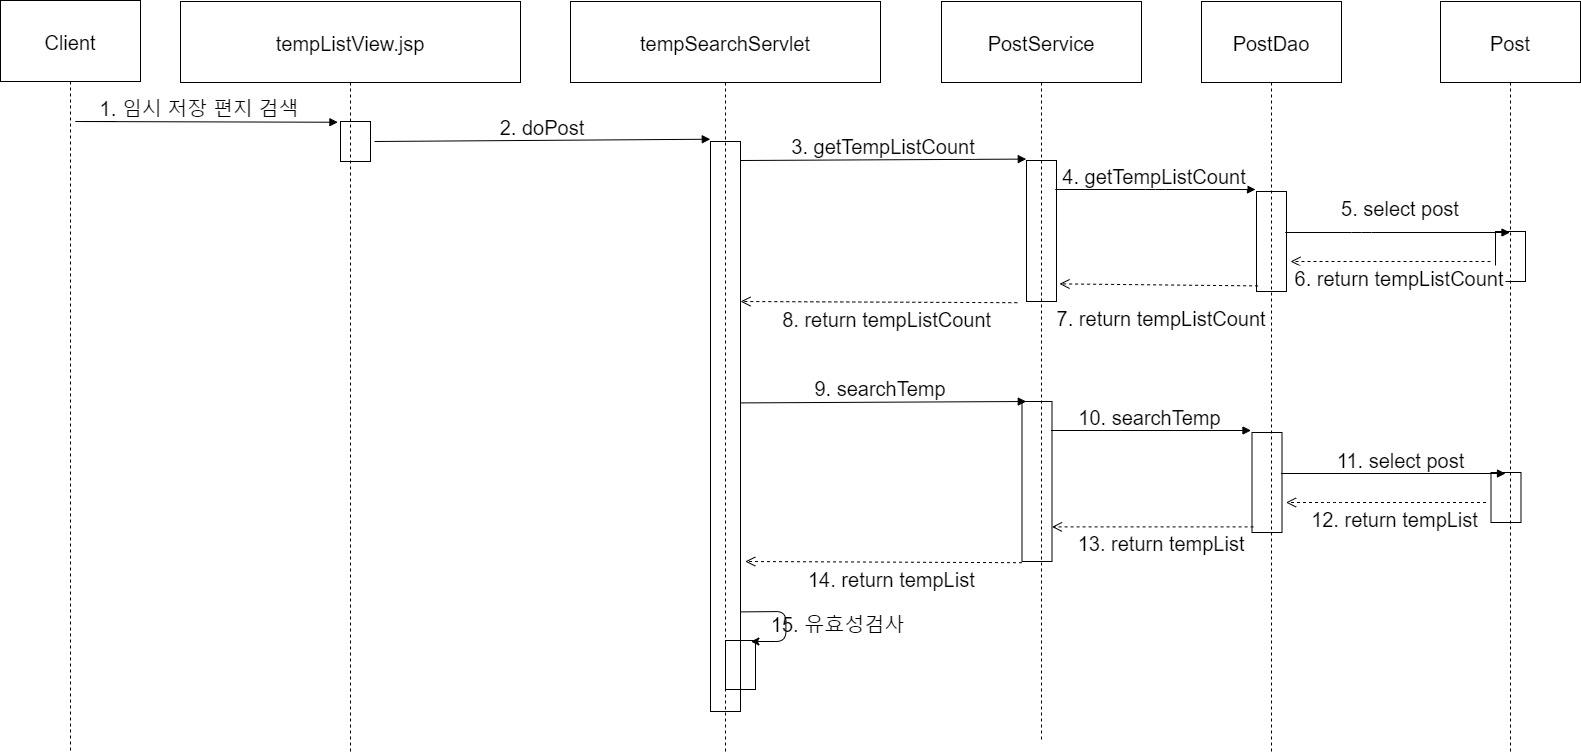 Client
tempListView.jsp
tempSearchServlet
PostService
PostDao
Post
1. 임시 저장 편지 검색
2. doPost
3. getTempListCount
4. getTempListCount
5. select post
6. return tempListCount
7. return tempListCount
8. return tempListCount
9. searchTemp
10. searchTemp
11. select post
12. return tempList
13. return tempList
14. return tempList
15. 유효성검사